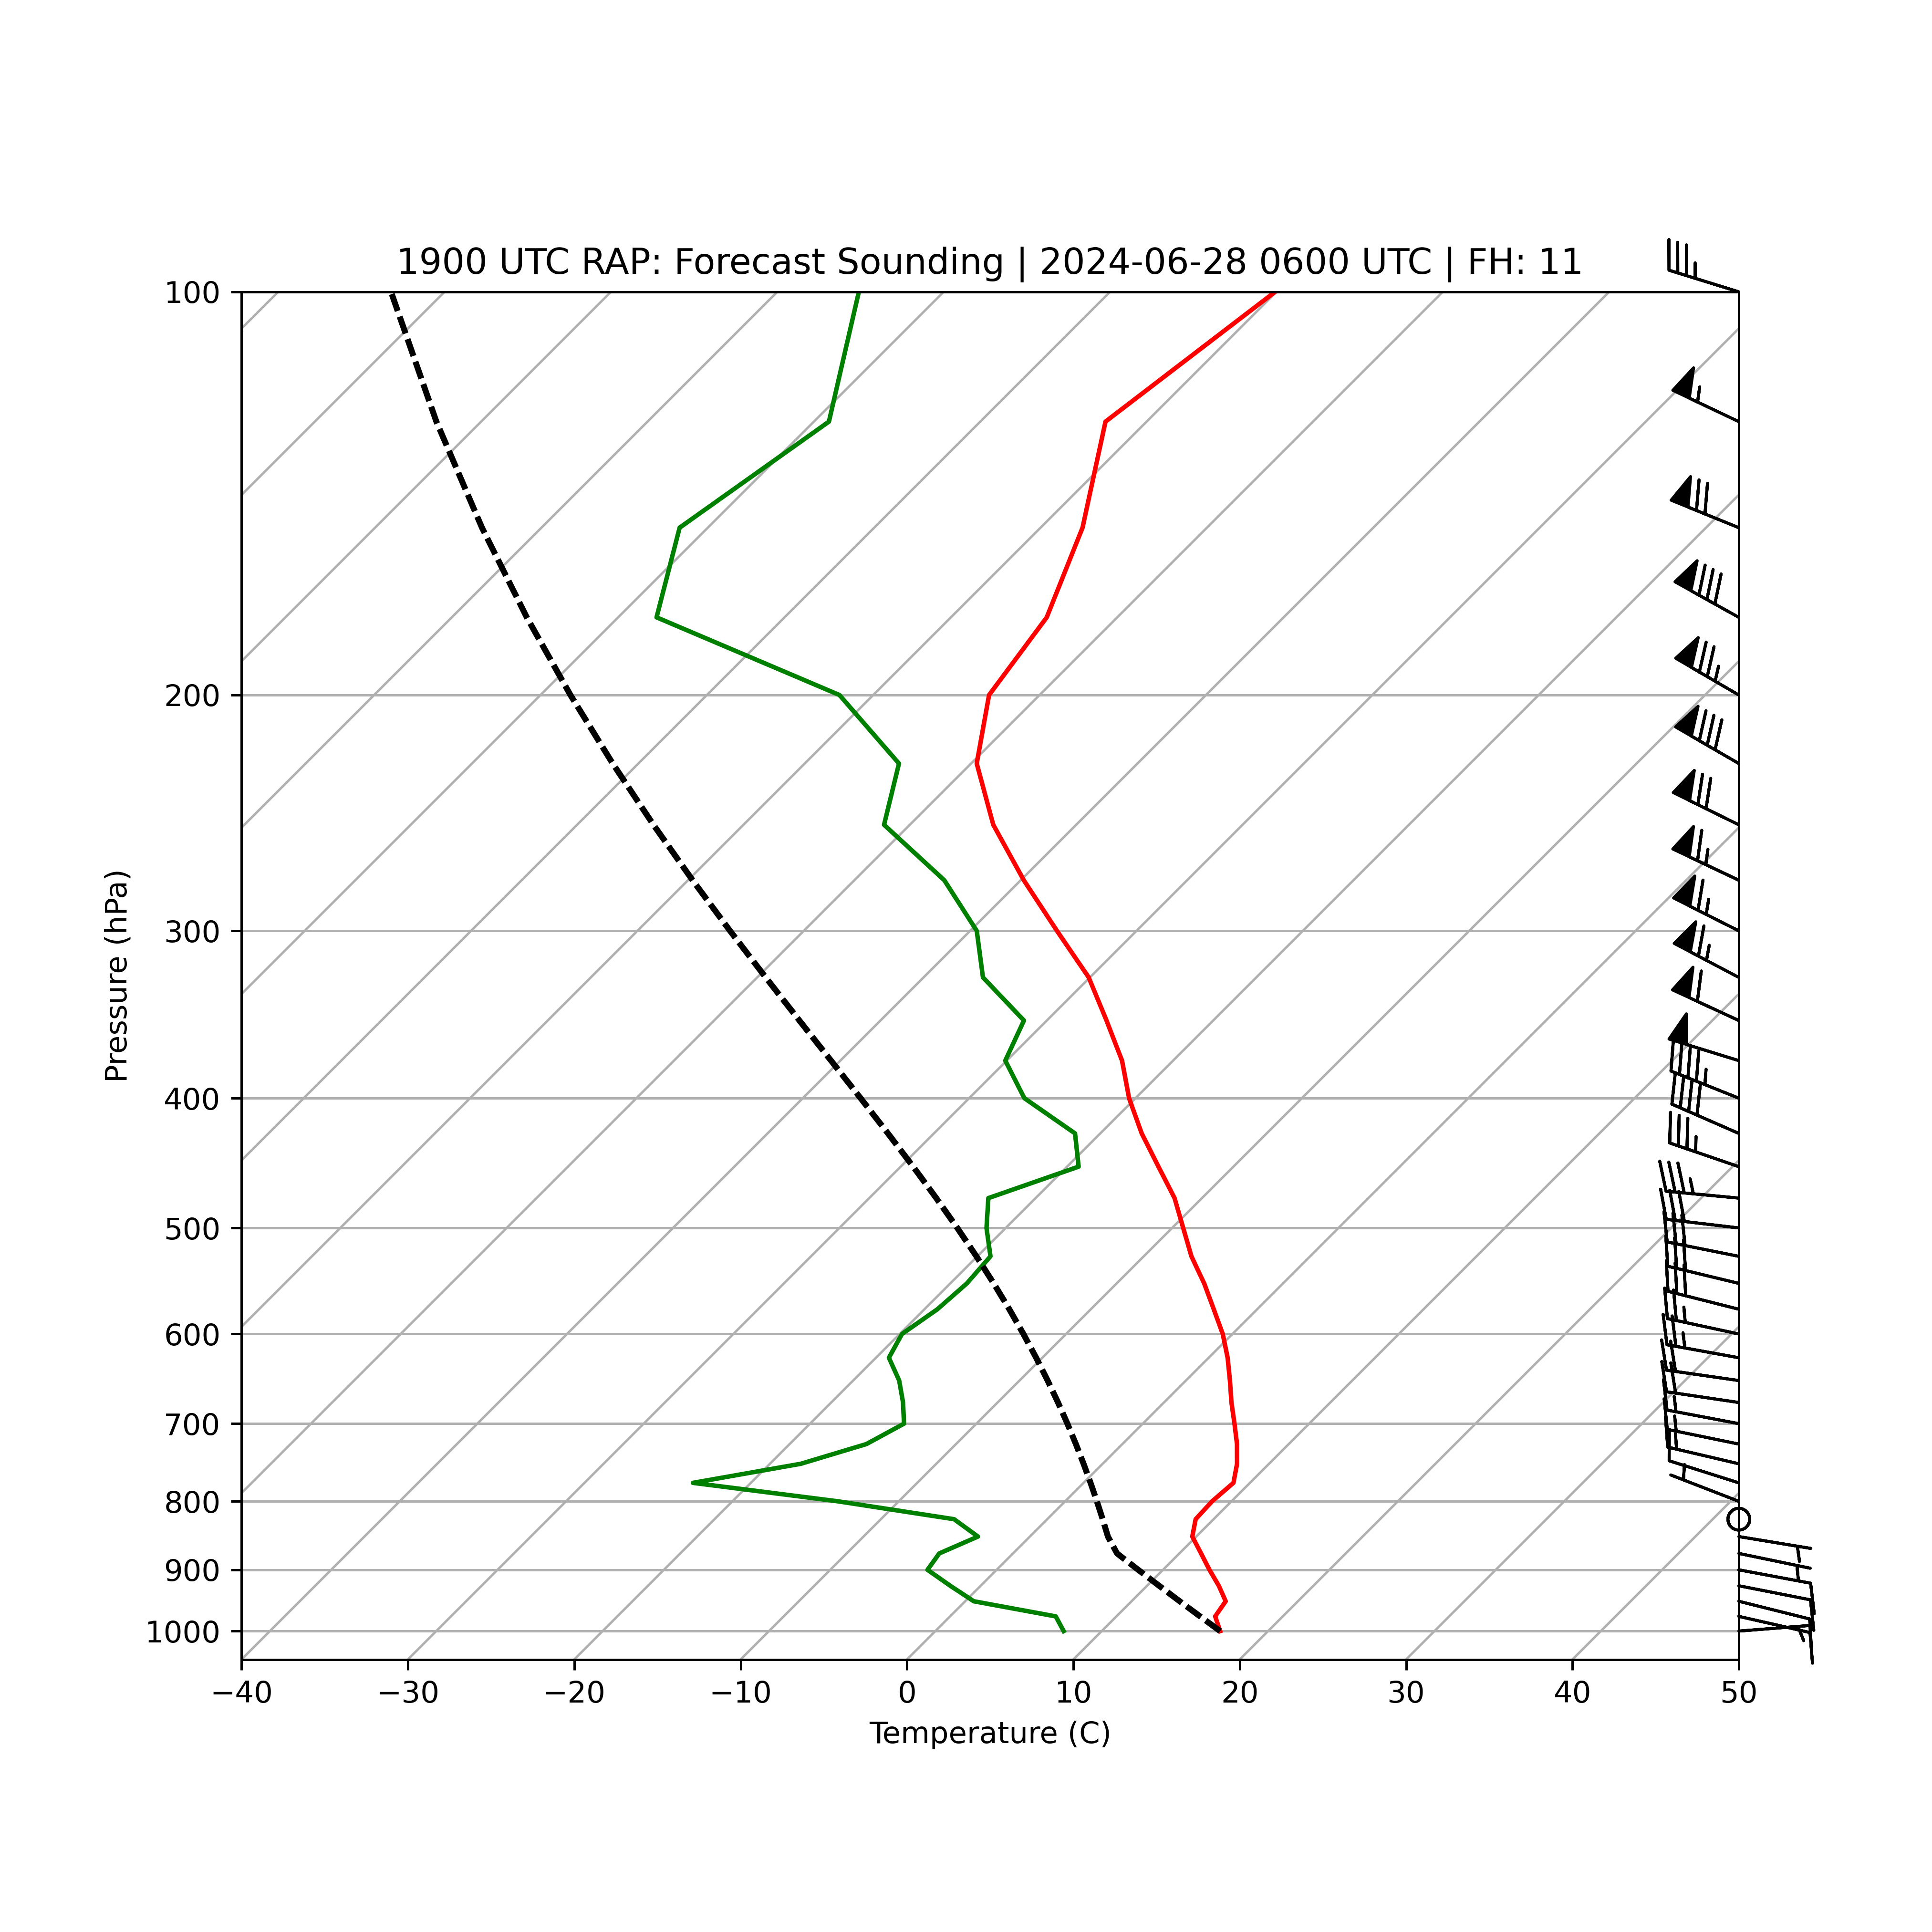 1900 UTC RAP: Forecast Sounding | 2024-06-28 0600 UTC | FH: 11
100
200
300
400
500
600
700
800
900
1000
Pressure (hPa)
−40 −30 −20 −10 0 10 20 30 40 50
Temperature (C)